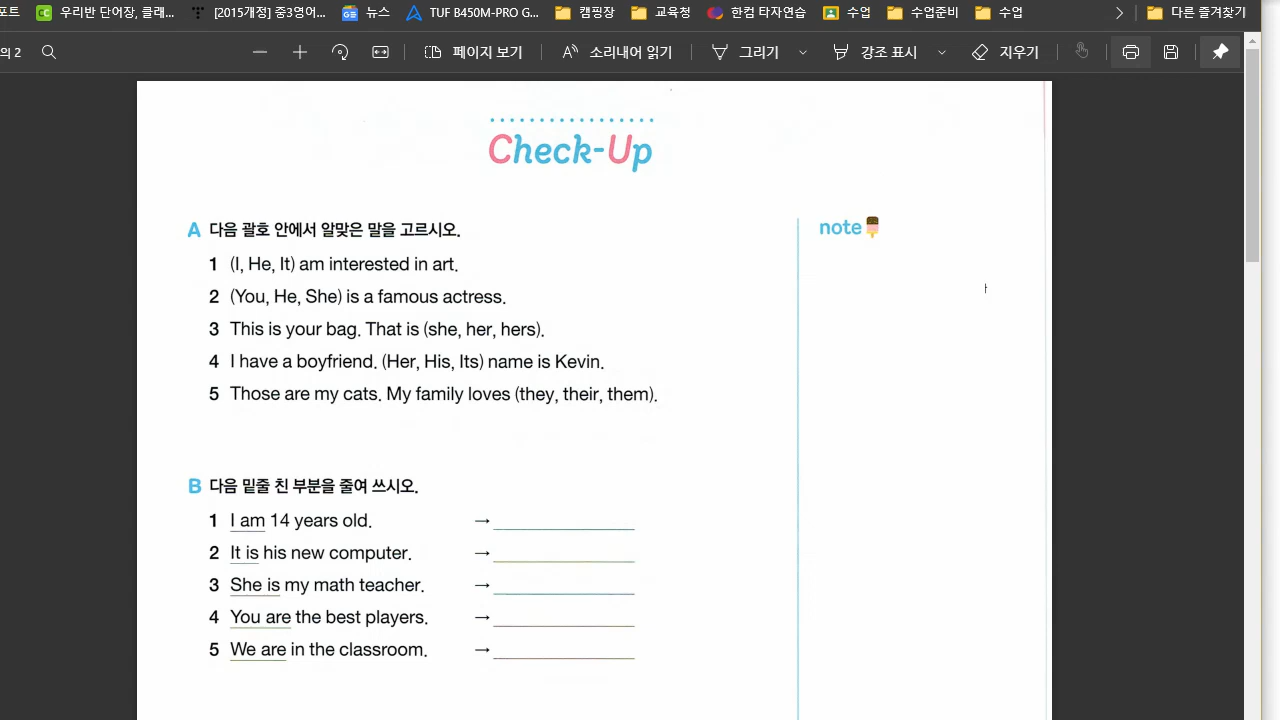 포트 우리반 단어장, 클래... [2015개정] 중3영어... 뉴스 TUF B450M-PRO G... 캠핑장 교육청 한컴 타자연습 수업 수업준비 수업 다른 즐겨찾기
의 2 페이지 보기 소리내어 읽기 그리기 강조 표시 지우기
Check-Up
A 다음 괄호 안에서 알맞은 말을 고르시오.
note
1 (I, He, It) am interested in art.
2 (You, He, She) is a famous actress.
3 This is your bag. That is (she, her, hers).
4 I have a boyfriend. (Her, His, Its) name is Kevin.
5 Those are my cats. My family loves (they, their, them).
B 다음 밑줄 친 부분을 줄여 쓰시오.
1 I am 14 years old. →
2 It is his new computer. →
3 She is my math teacher. →
4 You are the best players. →
5 We are in the classroom. →